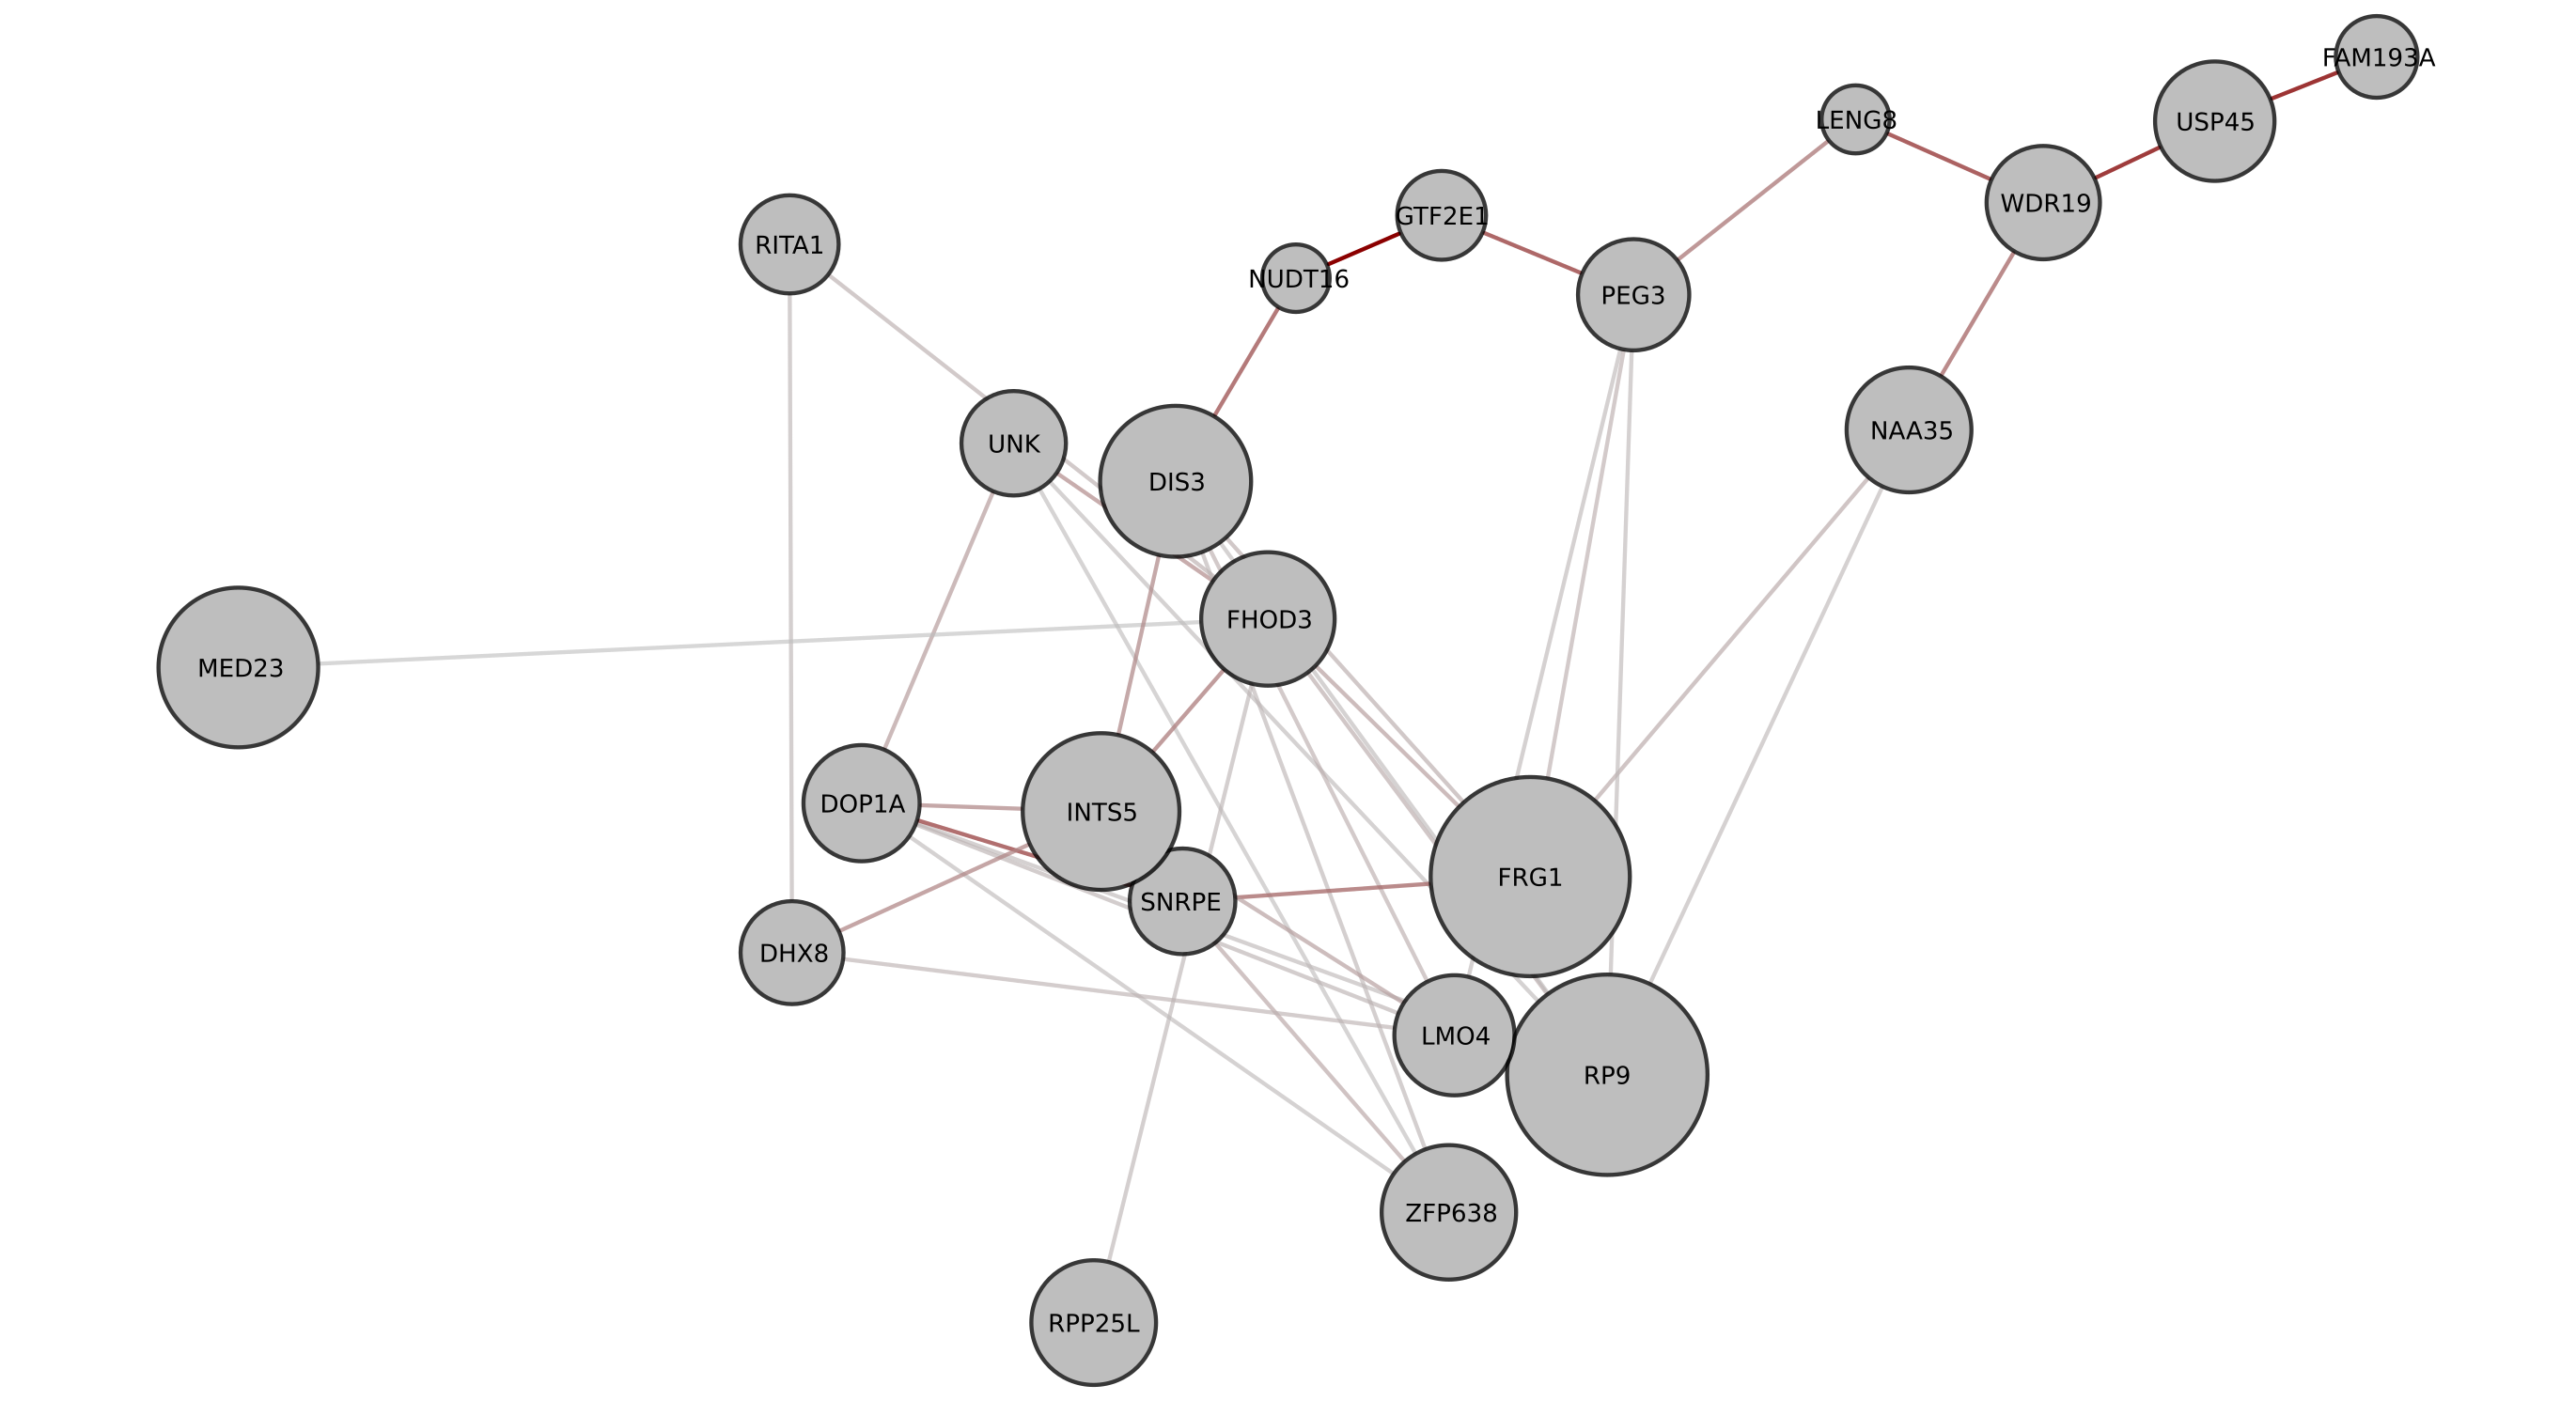 FAM193A
LENG8
USP45
WDR19
GTF2E1
RITA1
NUDT16
PEG3
UNK
NAA35
DIS3
FHOD3
MED23
DOP1A
INTS5
FRG1
SNRPE
DHX8
LMO4
RP9
ZFP638
RPP25L